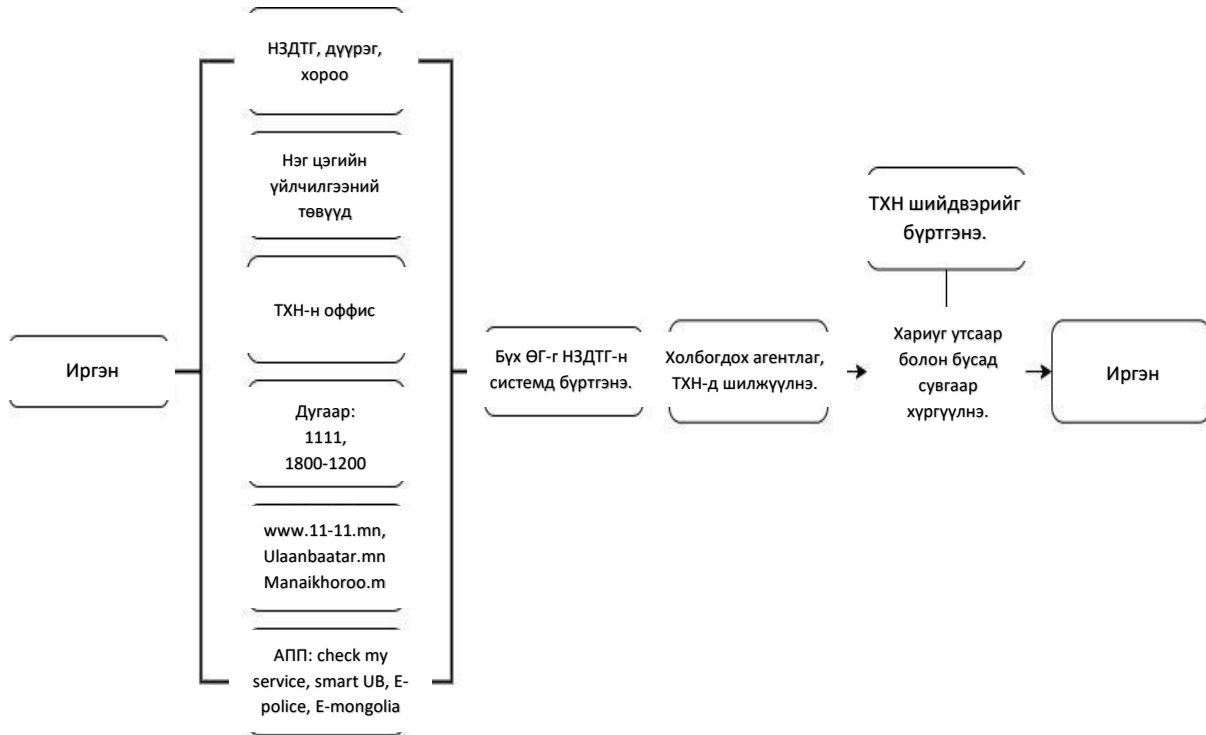 Иргэн
НЗДТГ, дүүрэг,
хороо
Нэг цэгийн
үйлчилгээний
төвүүд
ТХН-н оффис
Дугаар:
1111,
1800-1200
www.11-11.mn,
Ulaanbaatar.mn
Manaikhoroo.m
АПП: check my
service, smart UB, E-
police, E-mongolia
Бүх ӨГ-г НЗДТГ-н
системд бүртгэнэ.
Холбогдох агентлаг,
ТХН-д шилжүүлнэ.
ТХН шийдвэрийг
бүртгэнэ.
Хариуг утсаар
болон бусад
сувгаар
хүргүүлнэ.
Иргэн